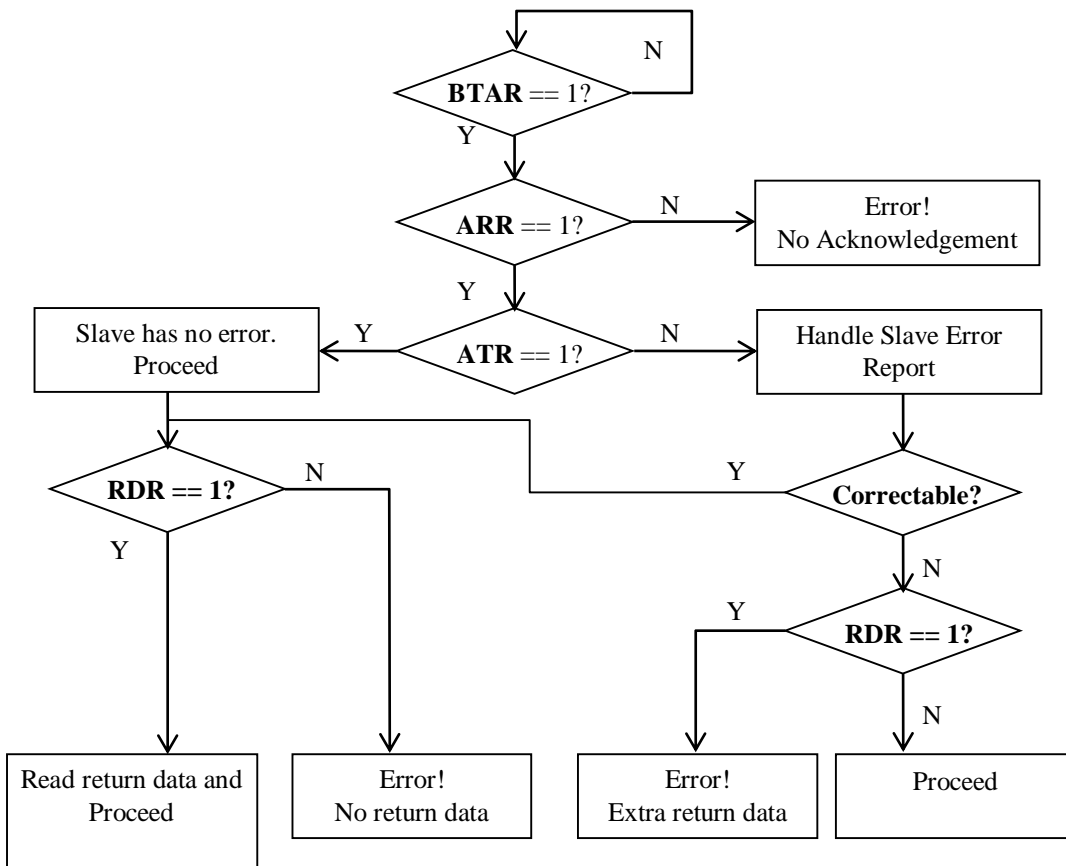 N
BTAR == 1?
Y
ARR == 1?
N
Error!
No Acknowledgement
Y
Slave has no error.
Proceed
Y
ATR == 1?
N
Handle Slave Error
Report
RDR == 1?
N
Y
Correctable?
Y
N
Y
RDR == 1?
N
Read return data and
Proceed
Error!
No return data
Error!
Extra return data
Proceed